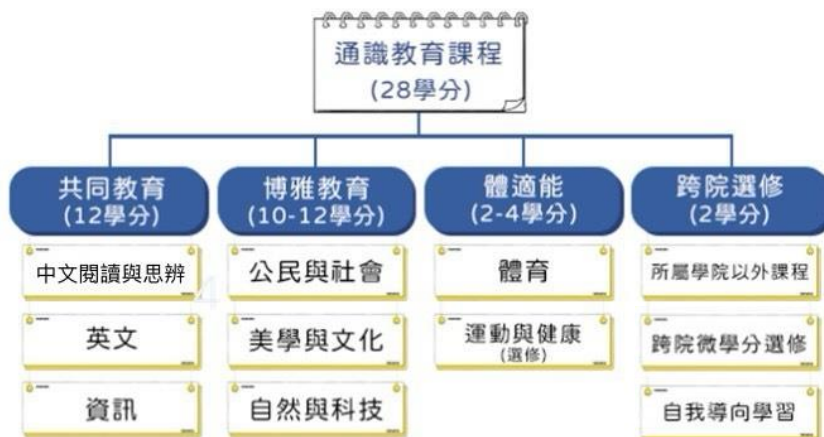 通識教育課程
(28學分)
共同教育
(12學分)
中文閱讀與思辨
英文
資訊
博雅教育
(10-12學分)
公民與社會
美學與文化
自然與科技
體適能
(2-4學分)
體育
運動與健康
(選修)
跨院選修
(2學分)
所屬學院以外課程
跨院微學分選修
自我導向學習
4